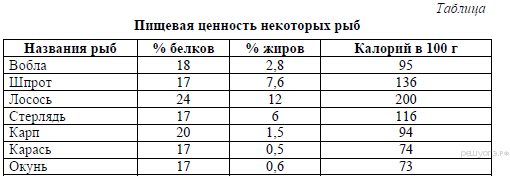 Таблица
Пищевая ценность некоторых рыб
Названия рыб % белков % жиров Калорий в 100 г
Вобла 18 2,8 95
Шпрот 17 7,6 136
Лосось 24 12 200
Стерлядь 17 6 116
Карп 20 1,5 94
Карась 17 0,5 74
Окунь 17 0,6 73
решуогэ.рф